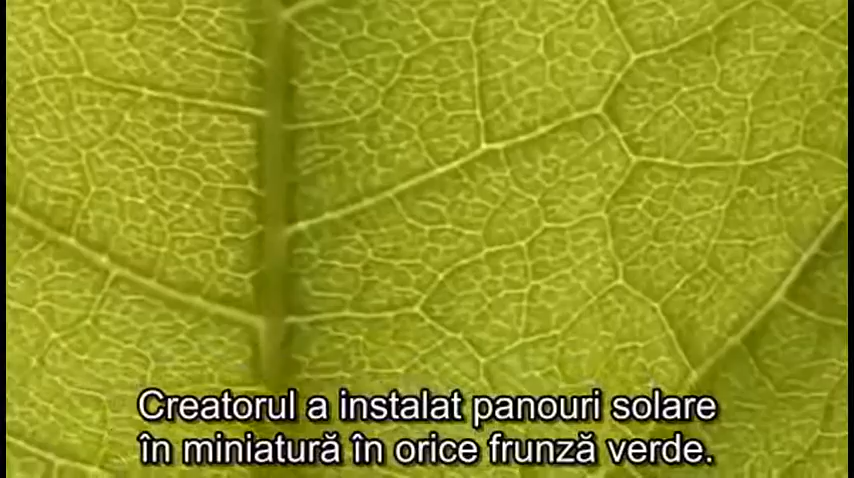 Creatorul a instalat panouri solare
în miniatură în orice frunză verde.